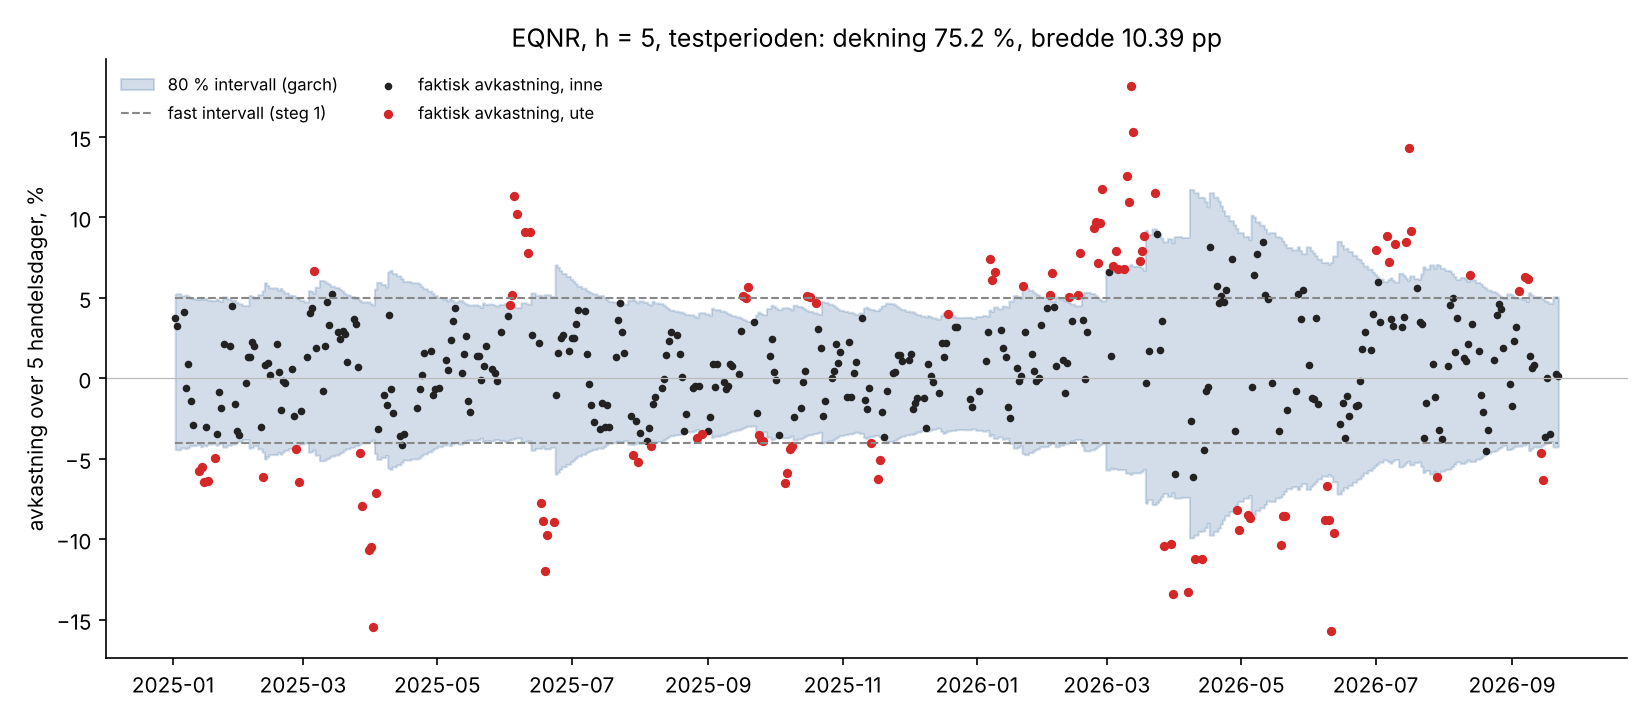 EQNR, h = 5, testperioden: dekning 75.2 %, bredde 10.39 pp
80 % intervall (garch)
fast intervall (steg 1)
faktisk avkastning, inne
faktisk avkastning, ute
avkastning over 5 handelsdager, %
15
10
5
0
−5
−10
−15
2025-01 2025-03 2025-05 2025-07 2025-09 2025-11 2026-01 2026-03 2026-05 2026-07 2026-09